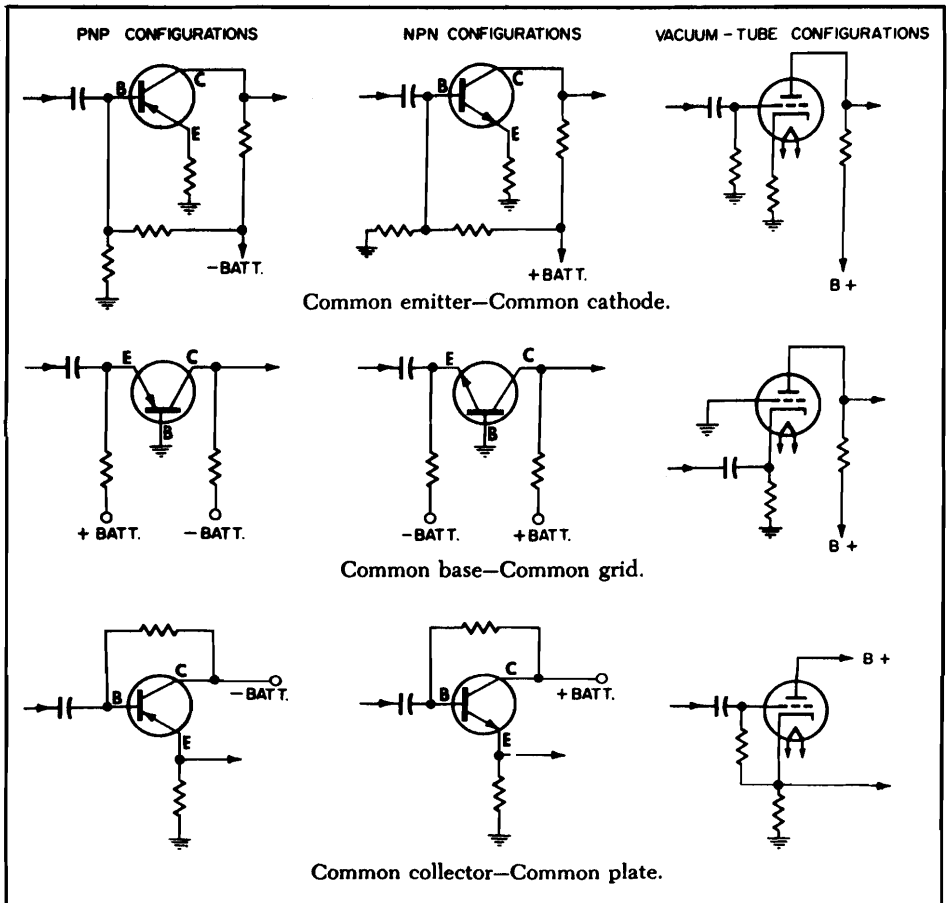 PNP CONFIGURATIONS NPN CONFIGURATIONS VACUUM-TUBE CONFIGURATIONS
B C E -BATT.
B C E +BATT.
B+
Common emitter—Common cathode.
E C B +BATT. -BATT.
E C B -BATT. +BATT.
B+
Common base—Common grid.
B C E -BATT.
B C E +BATT.
B+
Common collector—Common plate.